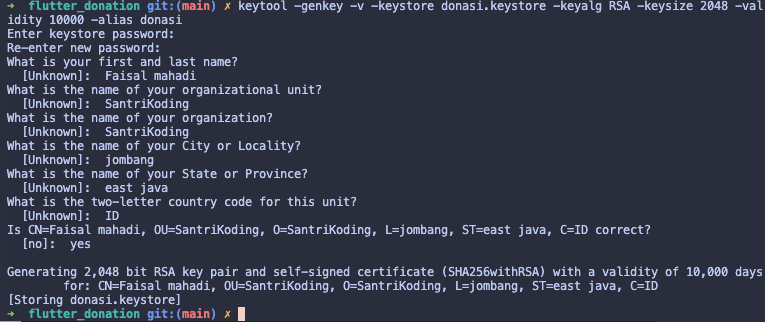 ➜  flutter_donation git:(main) ✗ keytool -genkey -v -keystore donasi.keystore -keyalg RSA -keysize 2048 -val
idity 10000 -alias donasi
Enter keystore password:
Re-enter new password:
What is your first and last name?
  [Unknown]:  Faisal mahadi
What is the name of your organizational unit?
  [Unknown]:  SantriKoding
What is the name of your organization?
  [Unknown]:  SantriKoding
What is the name of your City or Locality?
  [Unknown]:  jombang
What is the name of your State or Province?
  [Unknown]:  east java
What is the two-letter country code for this unit?
  [Unknown]:  ID
Is CN=Faisal mahadi, OU=SantriKoding, O=SantriKoding, L=jombang, ST=east java, C=ID correct?
  [no]:  yes

Generating 2,048 bit RSA key pair and self-signed certificate (SHA256withRSA) with a validity of 10,000 days
        for: CN=Faisal mahadi, OU=SantriKoding, O=SantriKoding, L=jombang, ST=east java, C=ID
[Storing donasi.keystore]
➜  flutter_donation git:(main) ✗